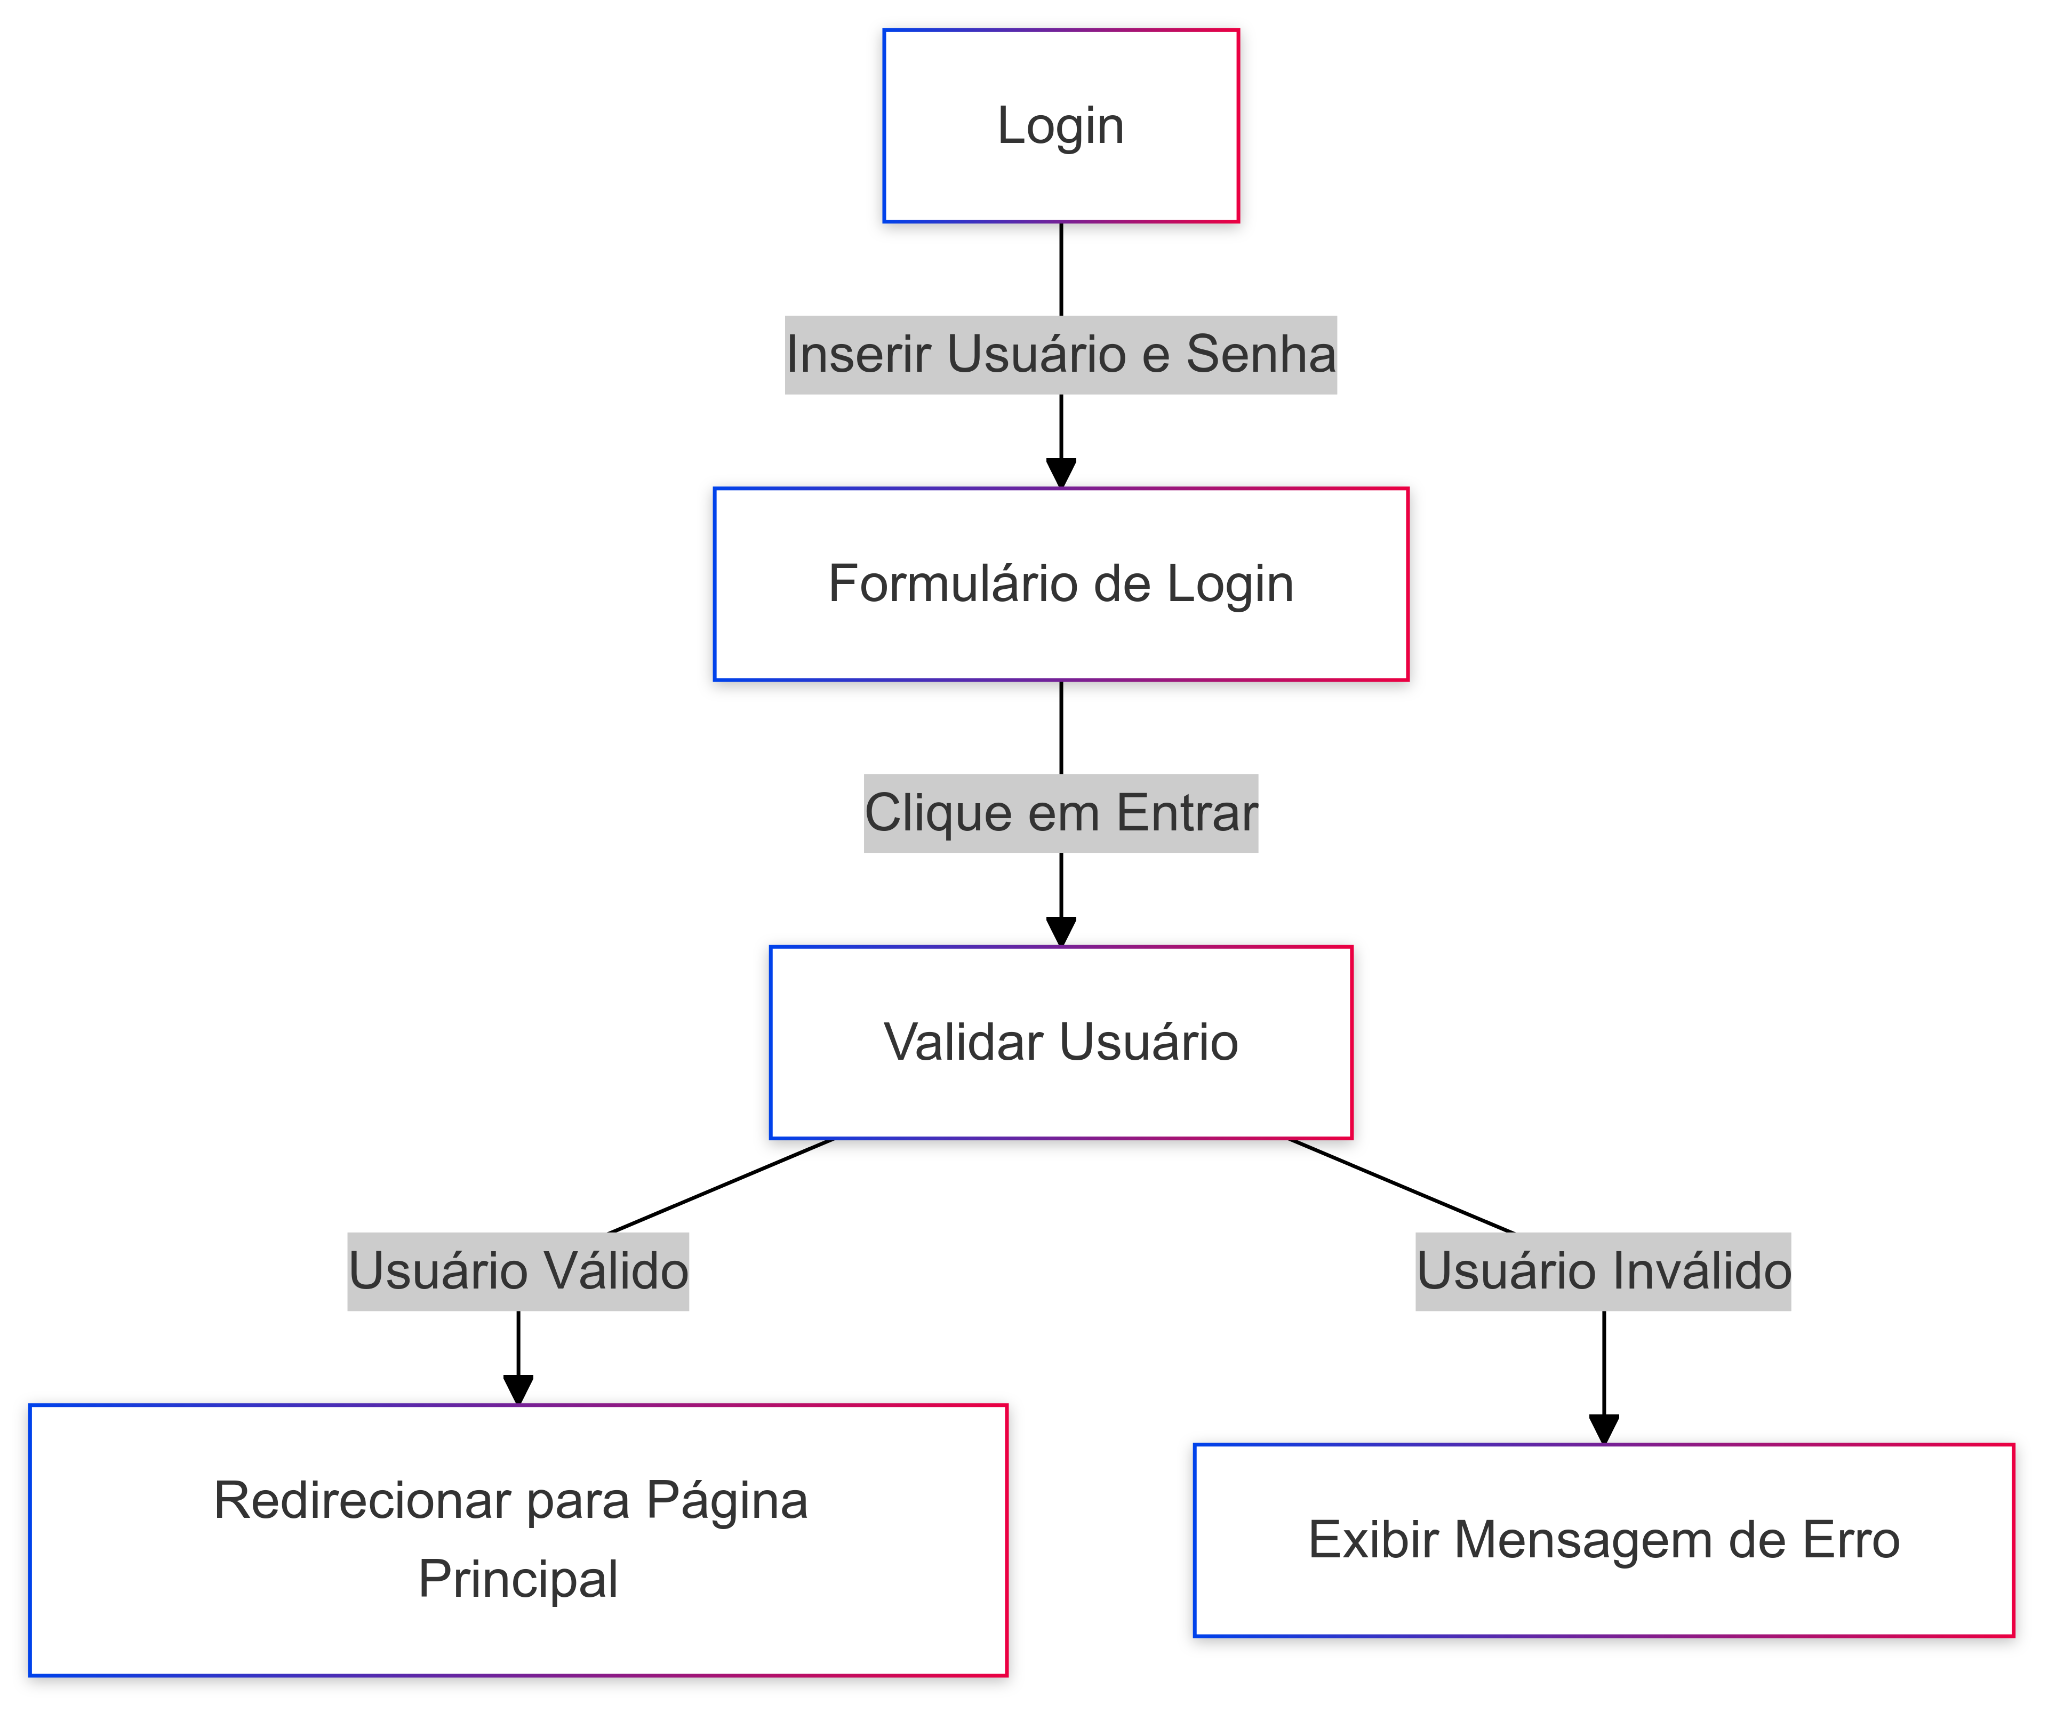 Login
Inserir Usuário e Senha
Formulário de Login
Clique em Entrar
Validar Usuário
Usuário Válido
Usuário Inválido
Redirecionar para Página
Principal
Exibir Mensagem de Erro